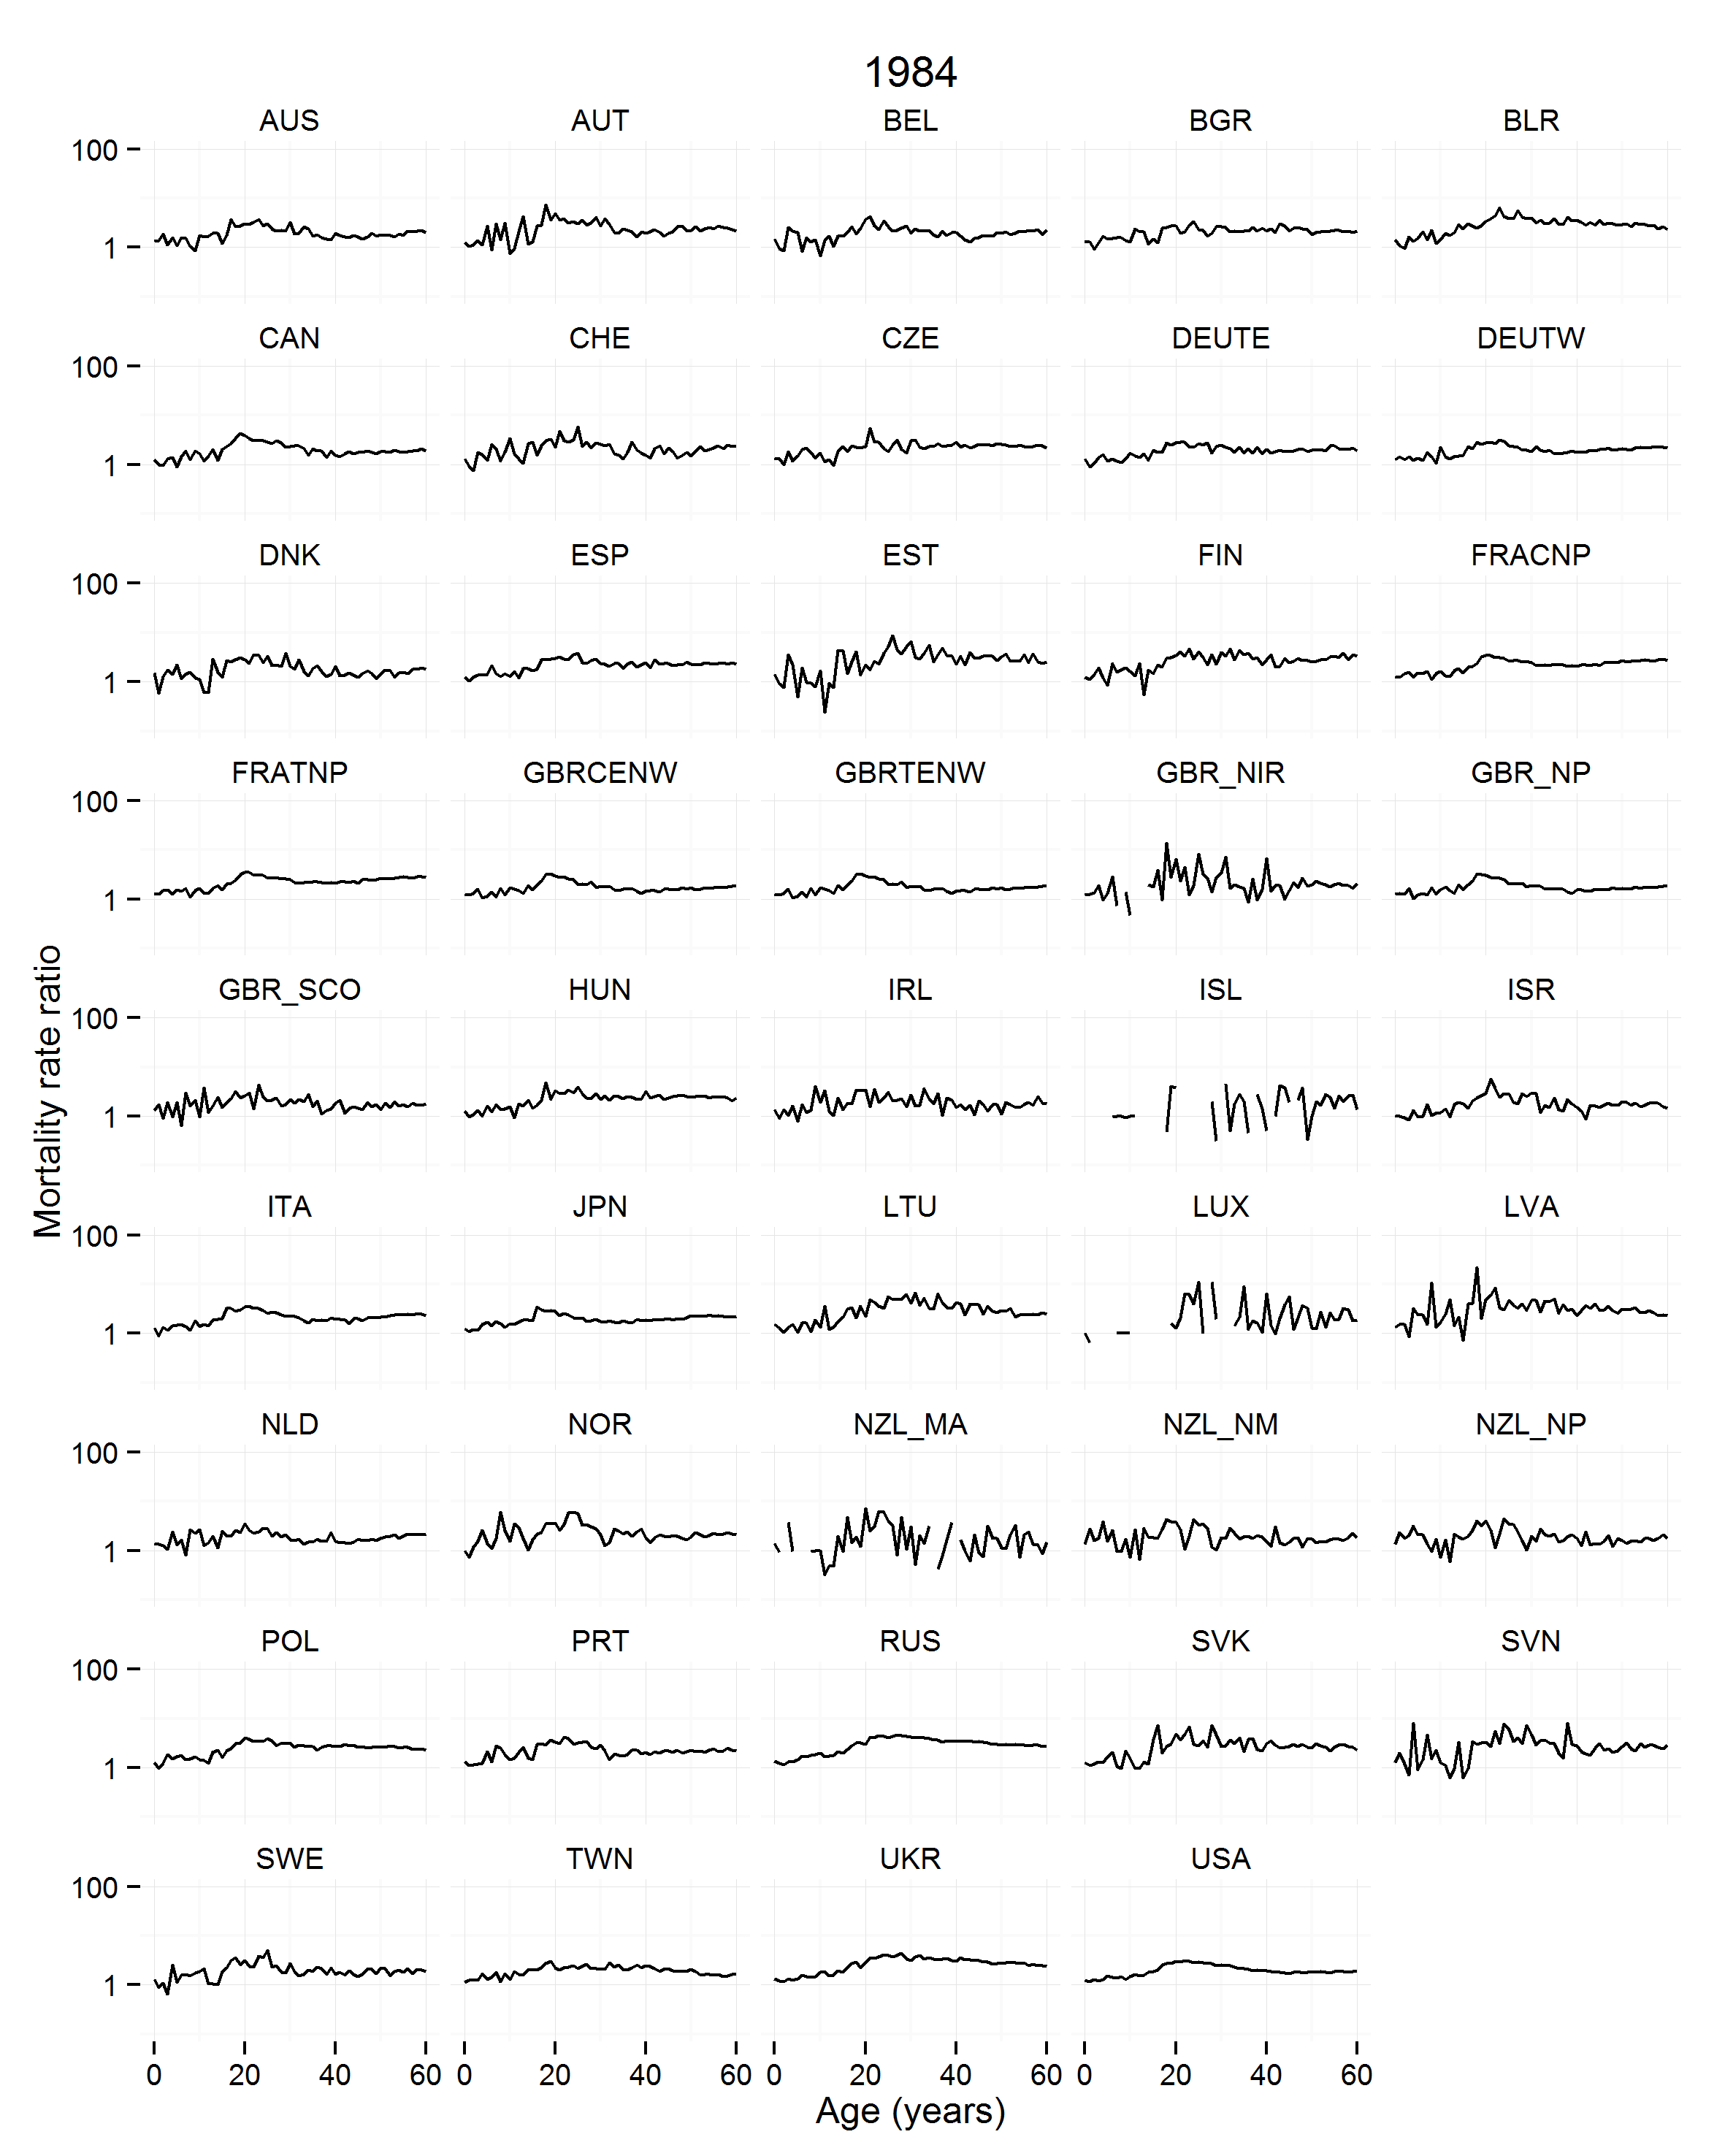 1984
AUS AUT BEL BGR BLR
100
1
CAN CHE CZE DEUTE DEUTW
100
1
DNK ESP EST FIN FRACNP
100
1
FRATNP GBRCENW GBRTENW GBR_NIR GBR_NP
100
1
Mortality rate ratio
GBR_SCO HUN IRL ISL ISR
100
1
ITA JPN LTU LUX LVA
100
1
NLD NOR NZL_MA NZL_NM NZL_NP
100
1
POL PRT RUS SVK SVN
100
1
SWE TWN UKR USA
100
1
0 20 40 60 0 20 40 60 0 20 40 60 0 20 40 60
Age (years)